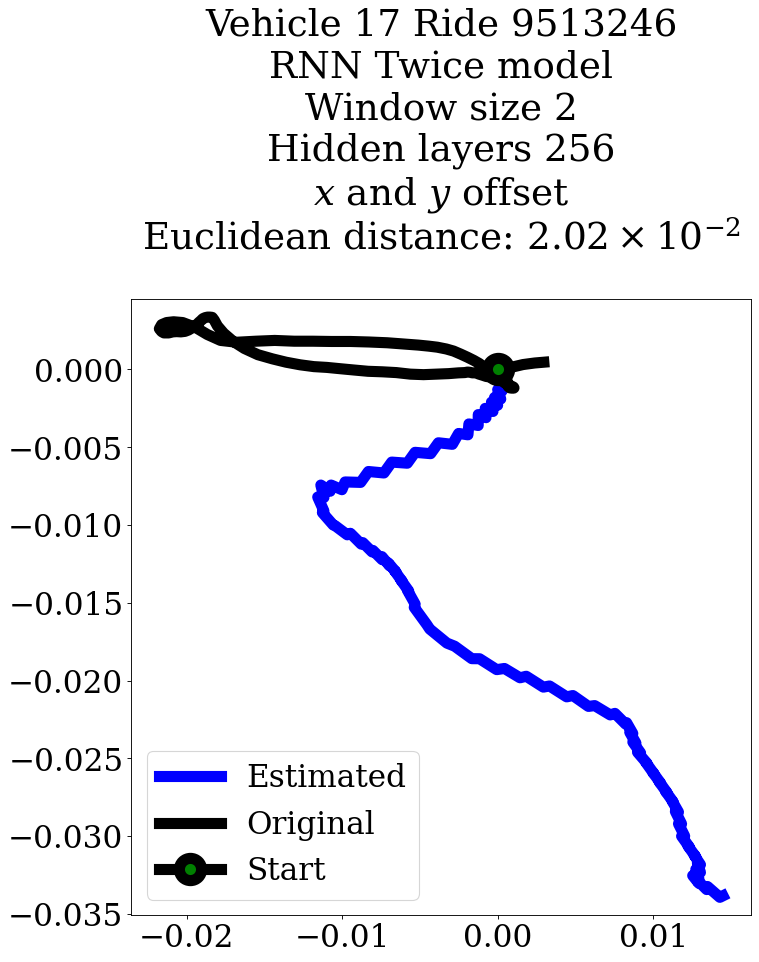 Vehicle 17 Ride 9513246
RNN Twice model
Window size 2
Hidden layers 256
x and y offset
Euclidean distance: 2.02 × 10⁻²
0.000
−0.005
−0.010
−0.015
−0.020
−0.025
−0.030
−0.035
Estimated
Original
Start
−0.02 −0.01 0.00 0.01